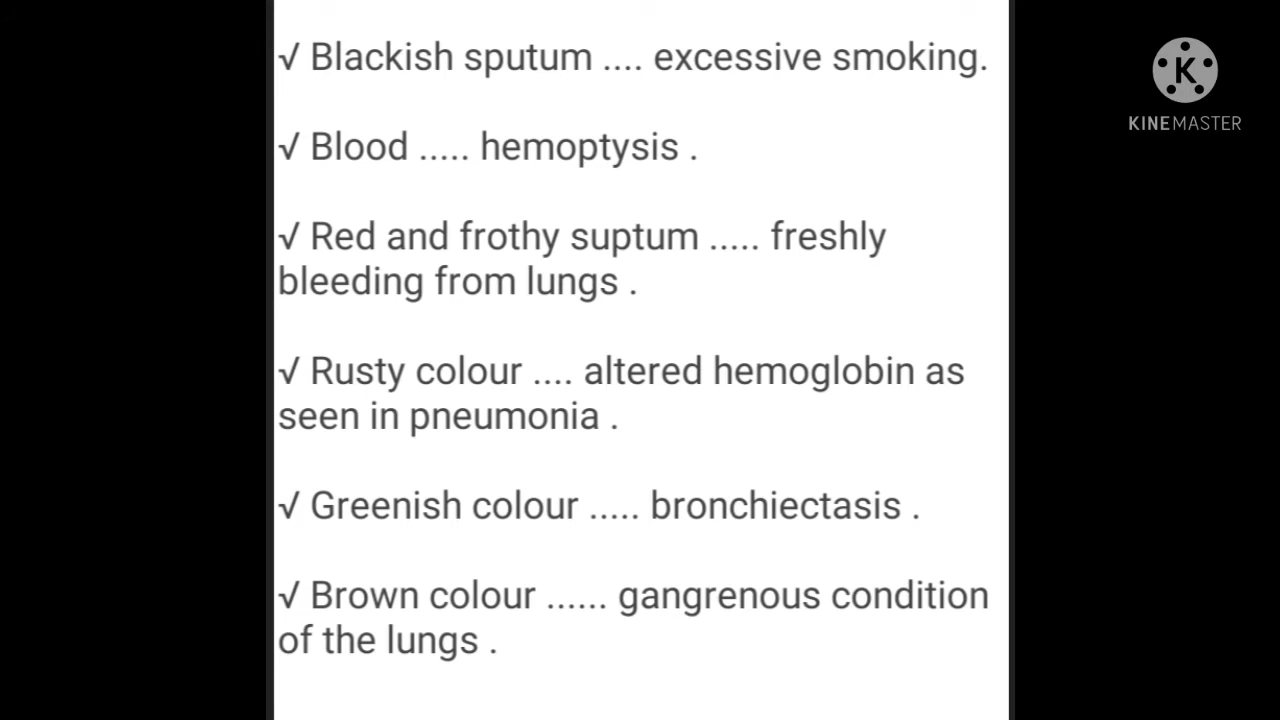 √ Blackish sputum .... excessive smoking.
√ Blood ..... hemoptysis .
√ Red and frothy suptum ..... freshly
bleeding from lungs .
√ Rusty colour .... altered hemoglobin as
seen in pneumonia .
√ Greenish colour ..... bronchiectasis .
√ Brown colour ...... gangrenous condition
of the lungs .
K
KINEMASTER